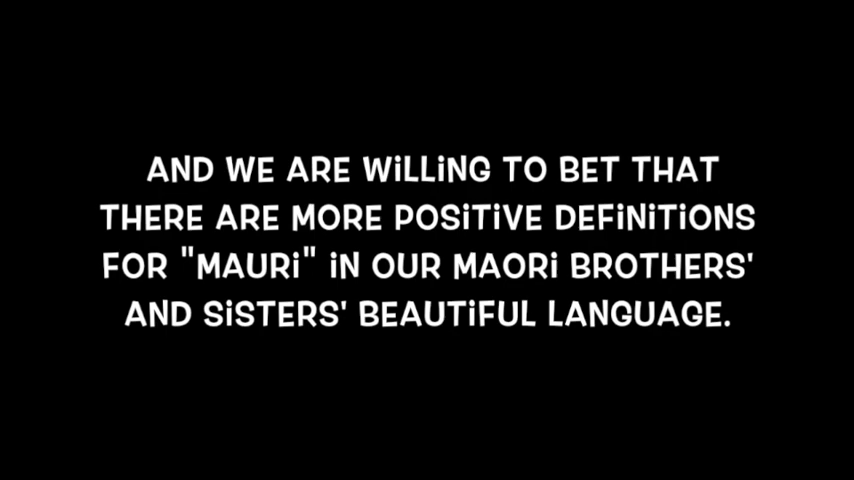 AND WE ARE WiLLiNG TO BET THAT
THERE ARE MORE POSiTiVE DEFiNiTiONS
FOR "MAURi" iN OUR MAORi BROTHERS'
AND SiSTERS' BEAUTiFUL LANGUAGE.